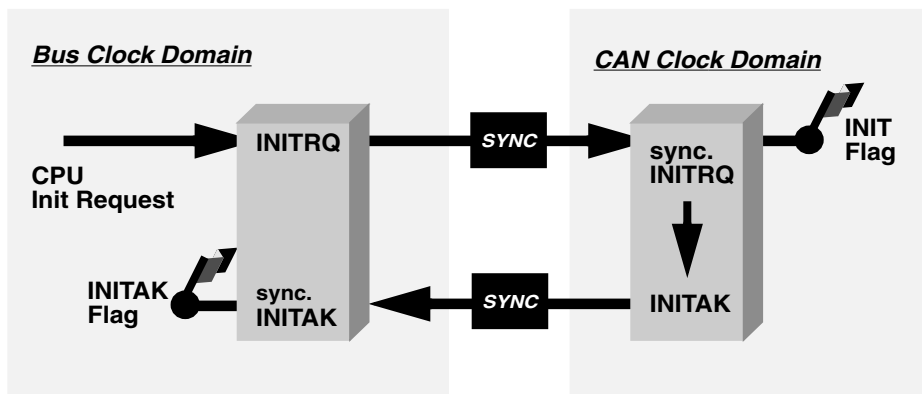 Bus Clock Domain
CAN Clock Domain
INITRQ
SYNC
sync.
INITRQ
INIT
Flag
CPU
Init Request
INITAK
Flag
sync.
INITAK
SYNC
INITAK